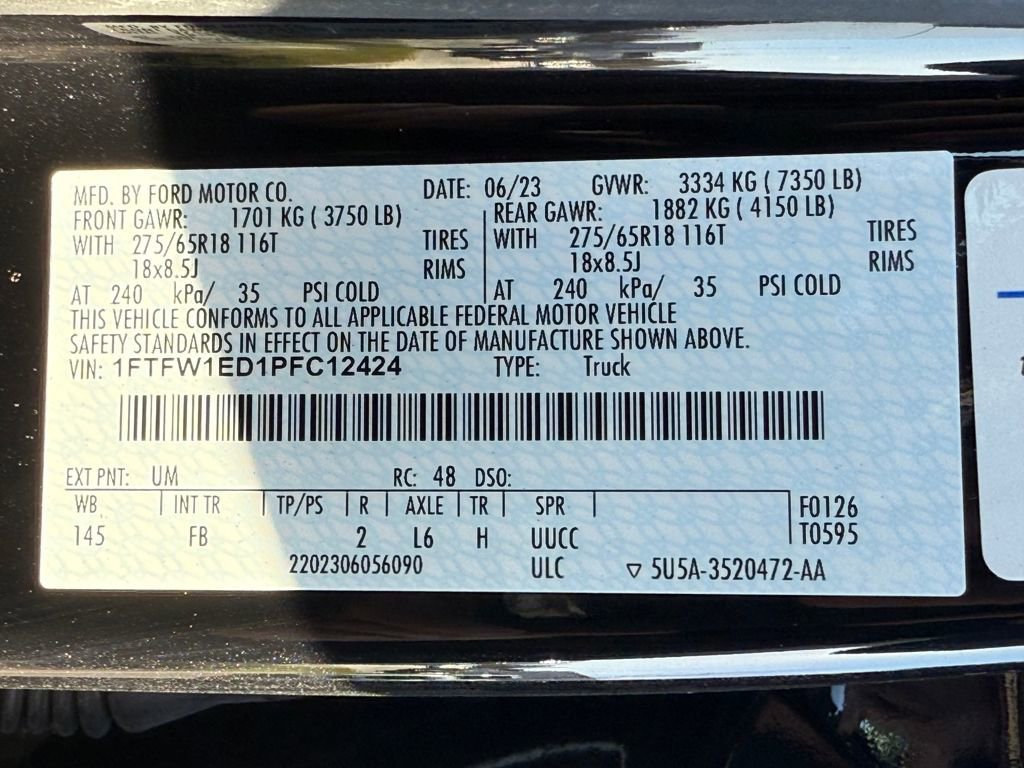 MFD. BY FORD MOTOR CO. DATE: 06/23 GVWR: 3334 KG ( 7350 LB)
FRONT GAWR: 1701 KG ( 3750 LB) REAR GAWR: 1882 KG ( 4150 LB)
WITH 275/65R18 116T TIRES WITH 275/65R18 116T TIRES
18x8.5J RIMS 18x8.5J RIMS
AT 240 kPa/ 35 PSI COLD AT 240 kPa/ 35 PSI COLD
THIS VEHICLE CONFORMS TO ALL APPLICABLE FEDERAL MOTOR VEHICLE
SAFETY STANDARDS IN EFFECT ON THE DATE OF MANUFACTURE SHOWN ABOVE.
VIN: 1FTFW1ED1PFC12424 TYPE: Truck
EXT PNT: UM RC: 48 DSO:
WB INT TR TP/PS R AXLE TR SPR F0126
145 FB 2 L6 H UUCC T0595
2202306056090 ULC ▽ 5U5A-3520472-AA